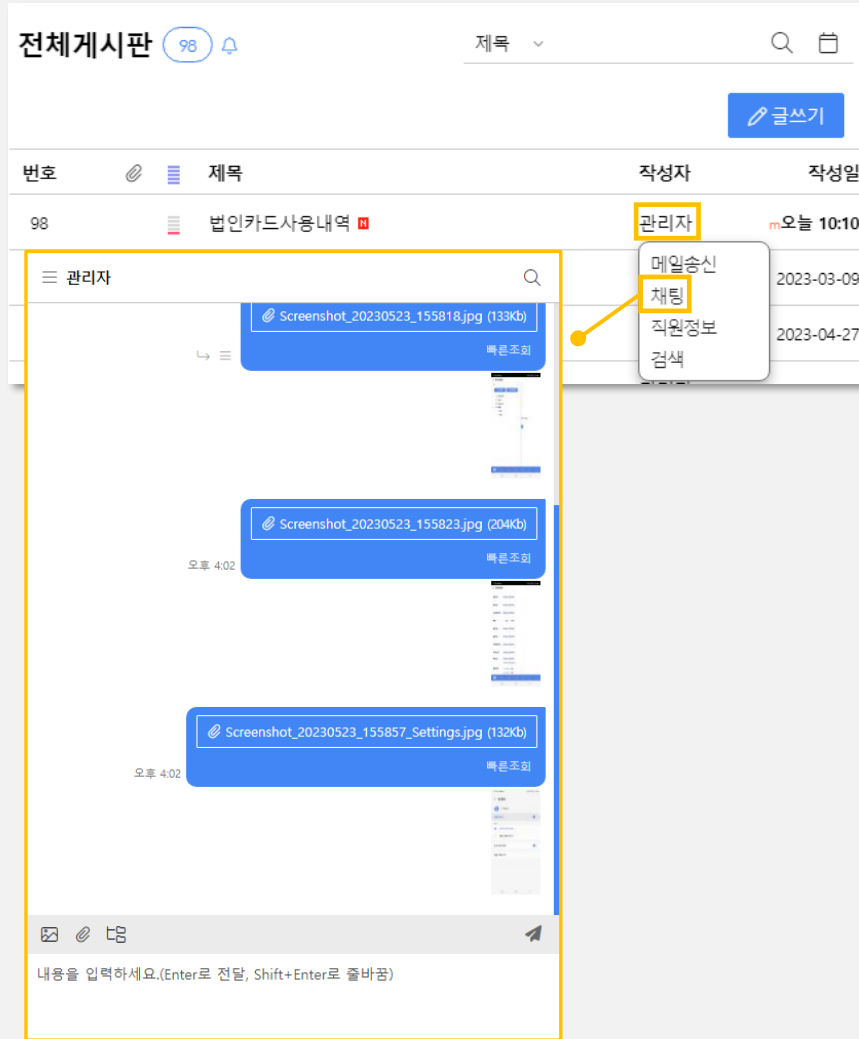 전체게시판 98
제목
글쓰기
번호 제목 작성자 작성일
98 법인카드사용내역 N 관리자 m오늘 10:10
메일송신
채팅
직원정보
검색
2023-03-09
2023-04-27
관리자
Screenshot_20230523_155818.jpg (133Kb)
빠른조회
Screenshot_20230523_155823.jpg (204Kb)
빠른조회
오후 4:02
Screenshot_20230523_155857_Settings.jpg (132Kb)
빠른조회
오후 4:02
내용을 입력하세요.(Enter로 전달, Shift+Enter로 줄바꿈)